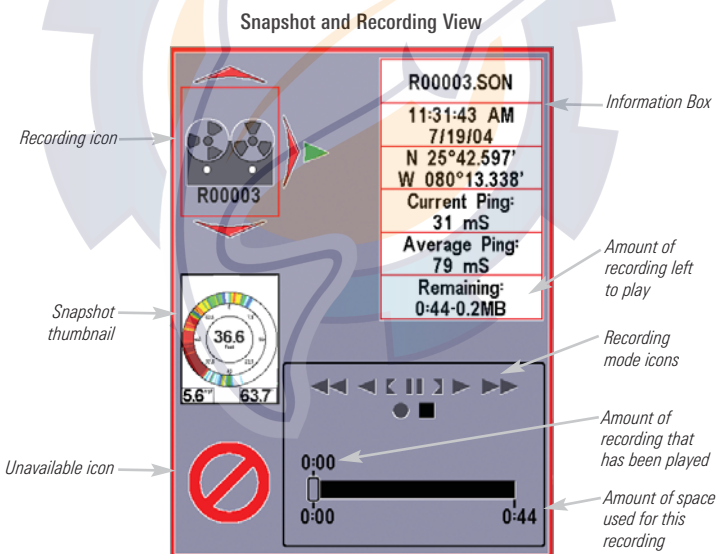 Snapshot and Recording View
Recording icon
R00003
R00003.SON
11:31:43 AM
7/19/04
N 25°42.597'
W 080°13.338'
Current Ping:
31 mS
Average Ping:
79 mS
Remaining:
0:44-0.2MB
Information Box
Amount of
recording left
to play
Snapshot
thumbnail
36.6
Feet
5.6mph
63.7
Recording
mode icons
Unavailable icon
0:00
0:00
0:44
Amount of
recording that
has been played
Amount of space
used for this
recording